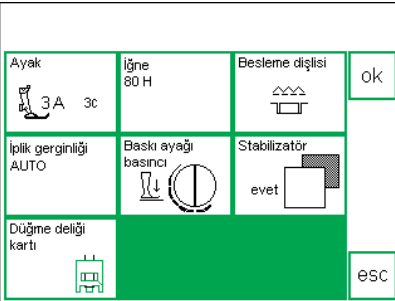 Ayak
3A 3C
İğne
80 H
Besleme dişlisi
ok
İplik gerginliği
AUTO
Baskı ayağı
basıncı
Stabilizatör
evet
Düğme deliği
kartı
esc